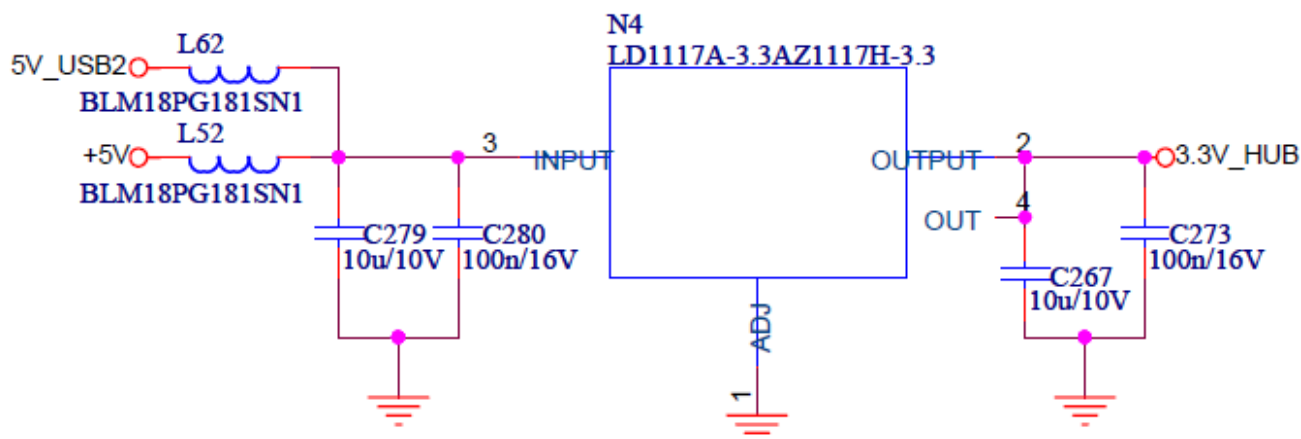 N4
LD1117A-3.3AZ1117H-3.3
L62
5V_USB2
BLM18PG181SN1
L52
+5V
BLM18PG181SN1
3
INPUT
OUTPUT
2
3.3V_HUB
4
OUT
C279
10u/10V
C280
100n/16V
C273
100n/16V
C267
10u/10V
ADJ
1